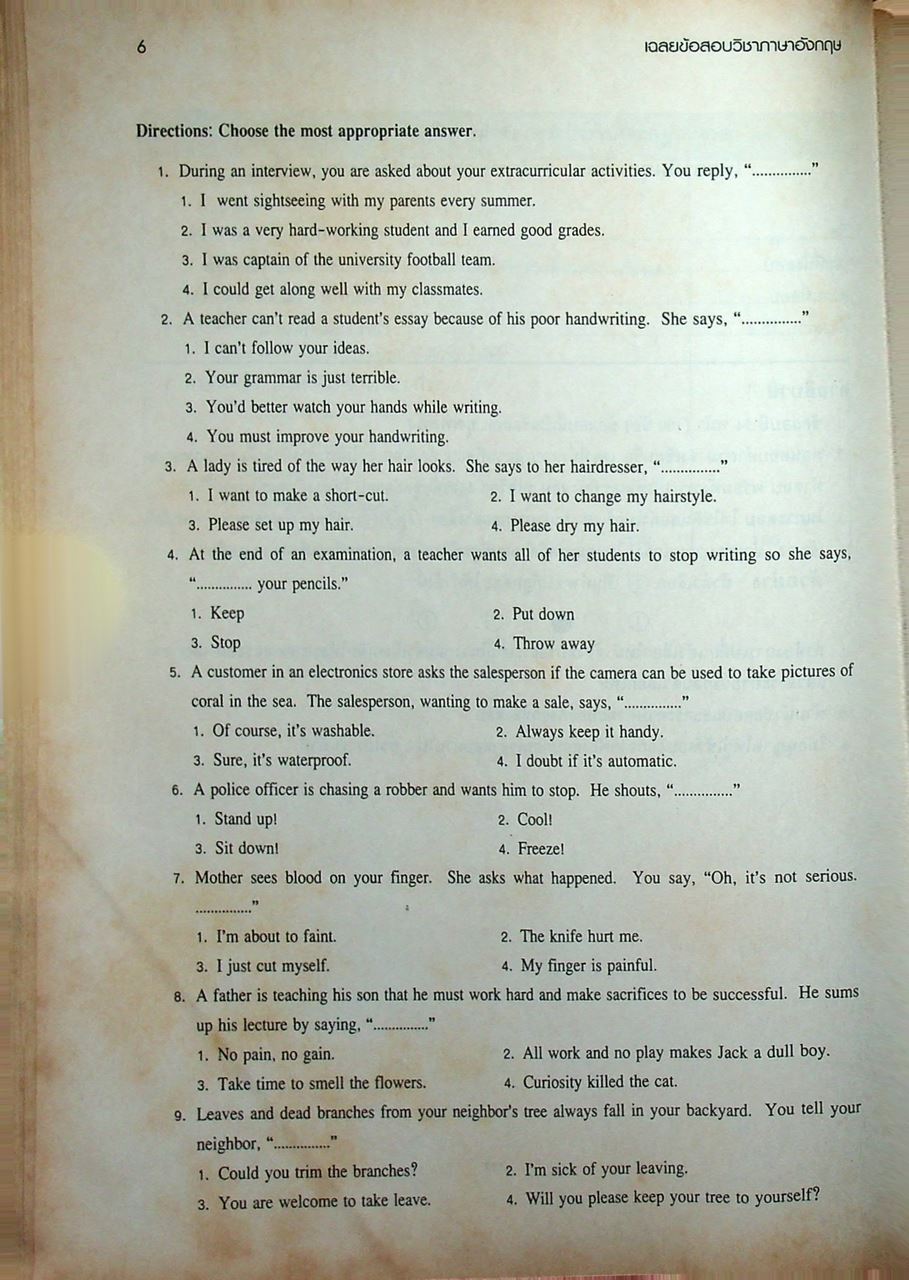 6 เฉลยข้อสอบวิชาภาษาอังกฤษ
Directions: Choose the most appropriate answer.
1. During an interview, you are asked about your extracurricular activities. You reply, “...............”
1. I went sightseeing with my parents every summer.
2. I was a very hard-working student and I earned good grades.
3. I was captain of the university football team.
4. I could get along well with my classmates.
2. A teacher can't read a student's essay because of his poor handwriting. She says, “...............”
1. I can't follow your ideas.
2. Your grammar is just terrible.
3. You'd better watch your hands while writing.
4. You must improve your handwriting.
3. A lady is tired of the way her hair looks. She says to her hairdresser, “...............”
1. I want to make a short-cut. 2. I want to change my hairstyle.
3. Please set up my hair. 4. Please dry my hair.
4. At the end of an examination, a teacher wants all of her students to stop writing so she says,
“.............. your pencils.”
1. Keep 2. Put down
3. Stop 4. Throw away
5. A customer in an electronics store asks the salesperson if the camera can be used to take pictures of
coral in the sea. The salesperson, wanting to make a sale, says, “...............”
1. Of course, it's washable. 2. Always keep it handy.
3. Sure, it's waterproof. 4. I doubt if it's automatic.
6. A police officer is chasing a robber and wants him to stop. He shouts, “...............”
1. Stand up! 2. Cool!
3. Sit down! 4. Freeze!
7. Mother sees blood on your finger. She asks what happened. You say, “Oh, it's not serious.
...............”
1. I'm about to faint. 2. The knife hurt me.
3. I just cut myself. 4. My finger is painful.
8. A father is teaching his son that he must work hard and make sacrifices to be successful. He sums
up his lecture by saying, “..............”
1. No pain, no gain. 2. All work and no play makes Jack a dull boy.
3. Take time to smell the flowers. 4. Curiosity killed the cat.
9. Leaves and dead branches from your neighbor's tree always fall in your backyard. You tell your
neighbor, “..............”
1. Could you trim the branches? 2. I'm sick of your leaving.
3. You are welcome to take leave. 4. Will you please keep your tree to yourself?